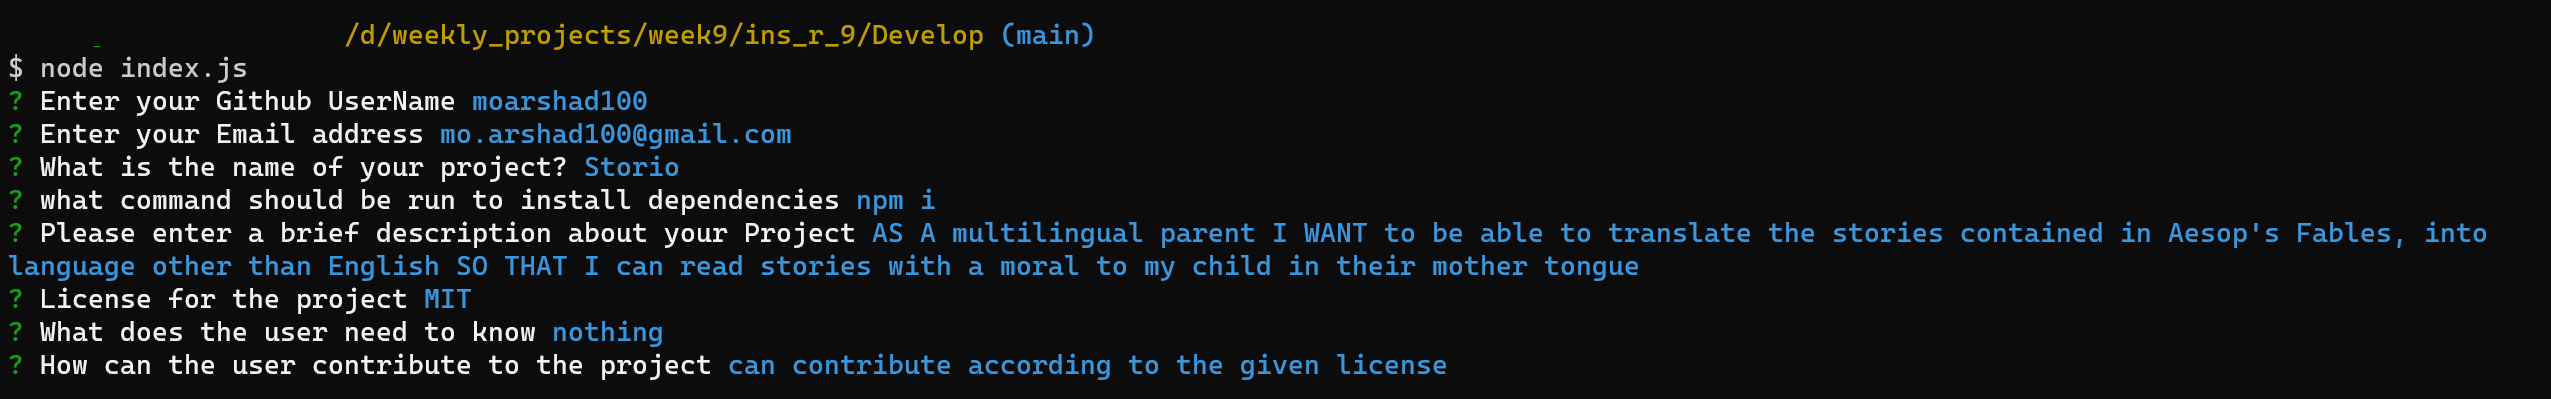 /d/weekly_projects/week9/ins_r_9/Develop (main)
$ node index.js
? Enter your Github UserName moarshad100
? Enter your Email address mo.arshad100@gmail.com
? What is the name of your project? Storio
? what command should be run to install dependencies npm i
? Please enter a brief description about your Project AS A multilingual parent I WANT to be able to translate the stories contained in Aesop's Fables, into
language other than English SO THAT I can read stories with a moral to my child in their mother tongue
? License for the project MIT
? What does the user need to know nothing
? How can the user contribute to the project can contribute according to the given license